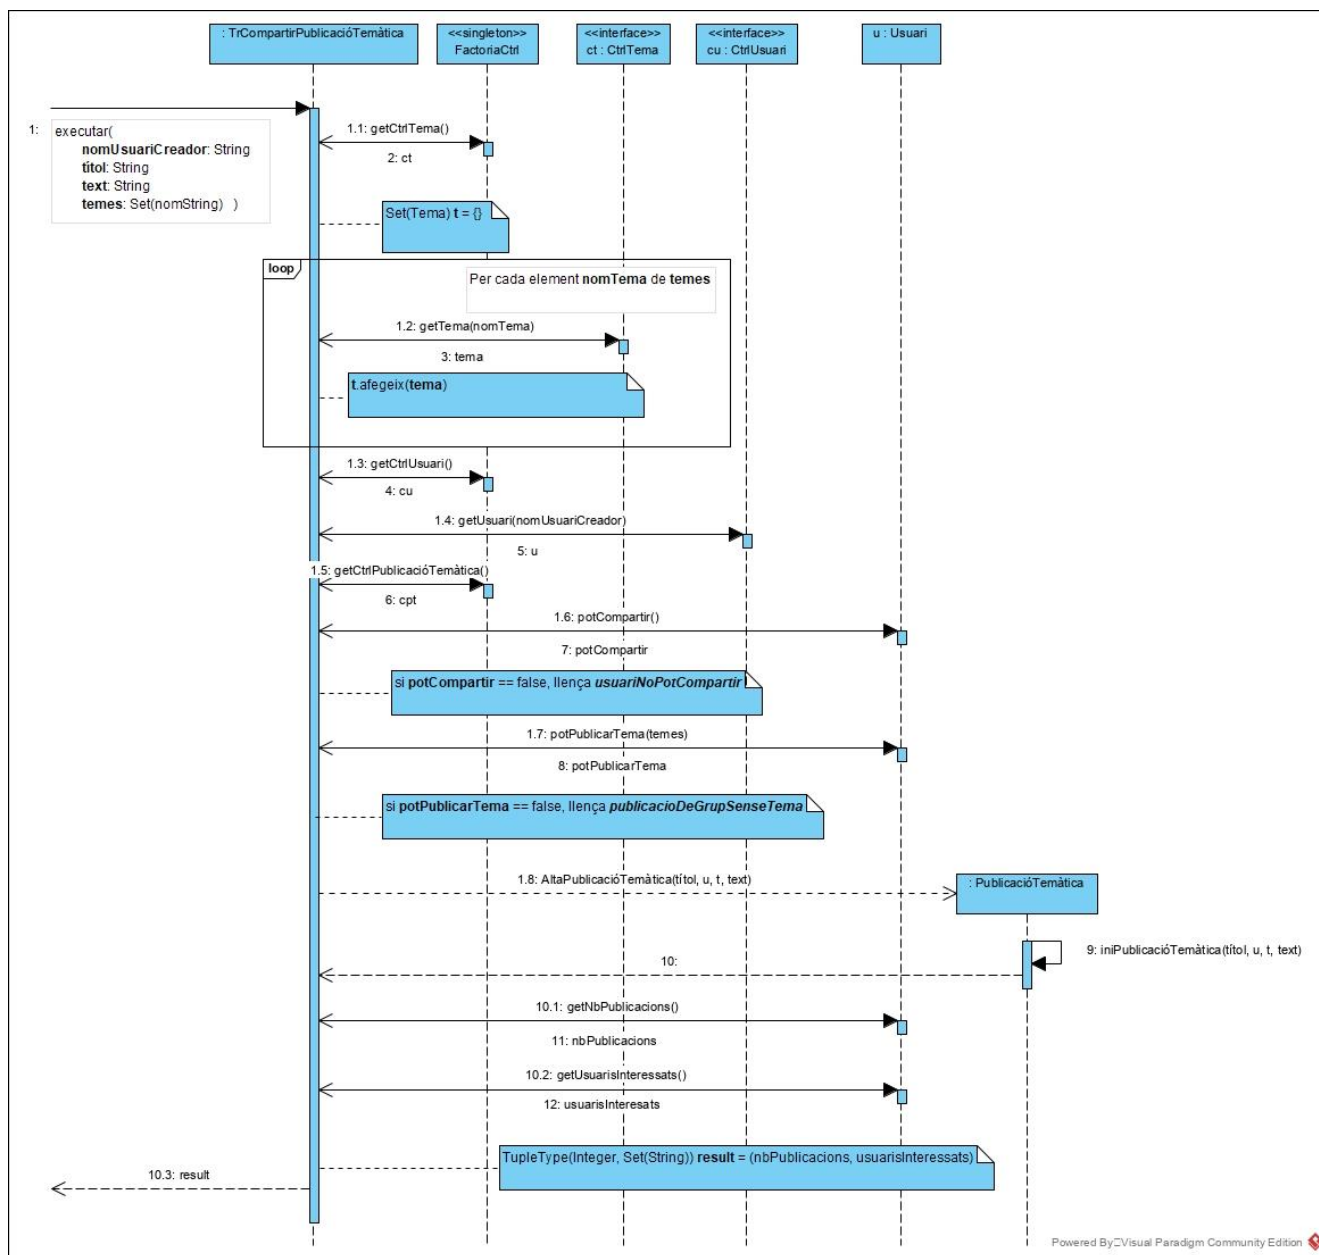 : TrCompartirPublicacióTemàtica
<<singleton>>
FactoriaCtrl
<<interface>>
ct : CtrlTema
<<interface>>
cu : CtrlUsuari
u : Usuari
1:
executar(
nomUsuariCreador: String
títol: String
text: String
temes: Set(nomString) )
1.1: getCtrlTema()
2: ct
Set(Tema) t = {}
loop
Per cada element nomTema de temes
1.2: getTema(nomTema)
3: tema
t.afegeix(tema)
1.3: getCtrlUsuari()
4: cu
1.4: getUsuari(nomUsuariCreador)
5: u
1.5: getCtrlPublicacióTemàtica()
6: cpt
1.6: potCompartir()
7: potCompartir
si potCompartir == false, llença usuariNoPotCompartir
1.7: potPublicarTema(temes)
8: potPublicarTema
si potPublicarTema == false, llença publicacioDeGrupSenseTema
1.8: AltaPublicacióTemàtica(títol, u, t, text)
: PublicacióTemàtica
9: iniPublicacióTemàtica(títol, u, t, text)
10:
10.1: getNbPublicacions()
11: nbPublicacions
10.2: getUsuarisInteressats()
12: usuarisInteresats
TupleType(Integer, Set(String)) result = (nbPublicacions, usuarisInteressats)
10.3: result
Powered By Visual Paradigm Community Edition